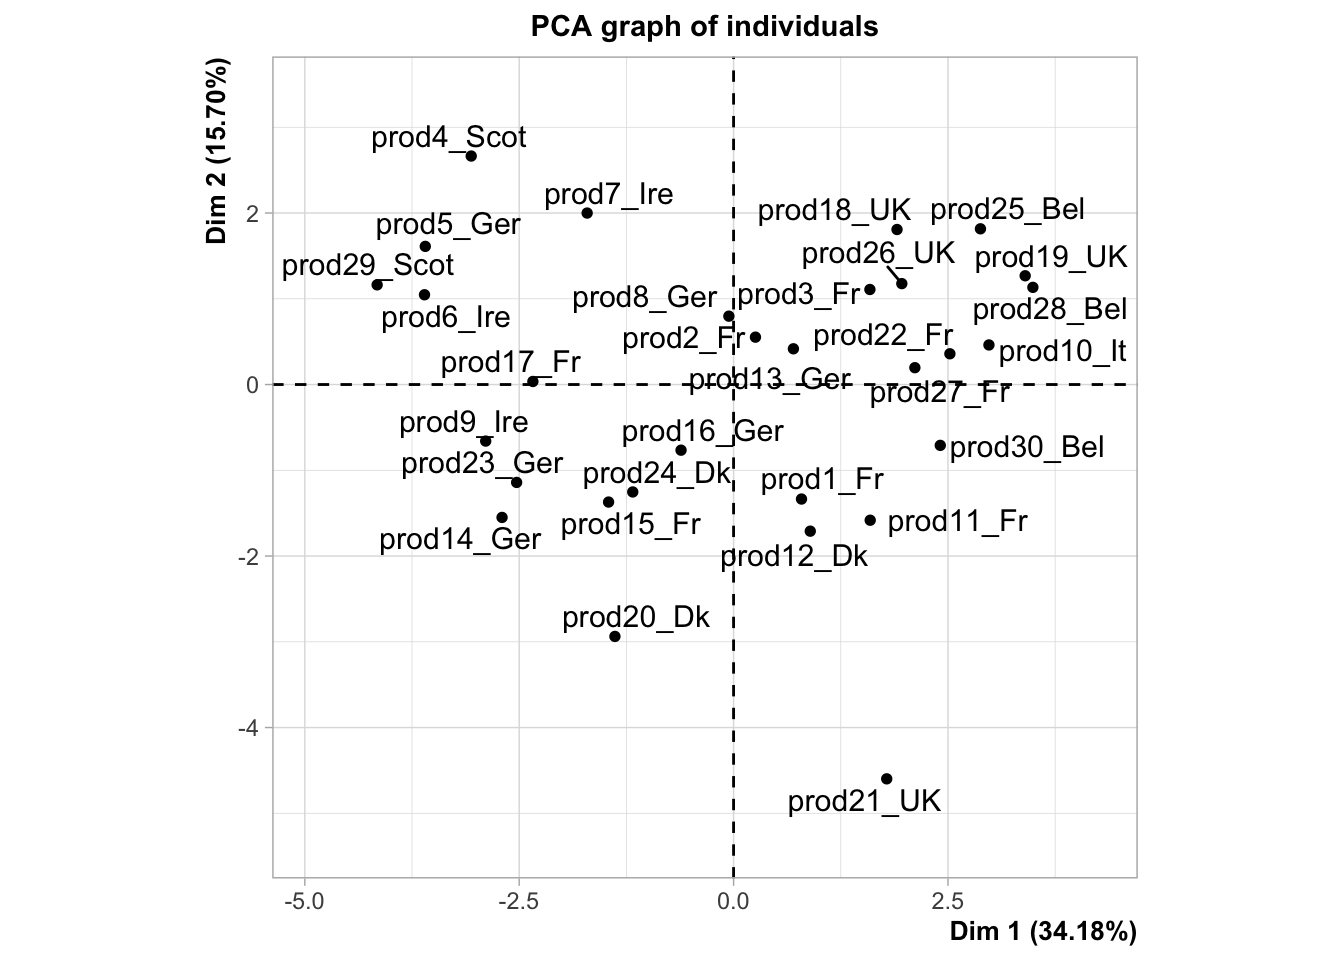 PCA graph of individuals
Dim 2 (15.70%)
prod4_Scot
prod7_Ire
prod18_UK
prod25_Bel
2
prod5_Ger
prod26_UK
prod19_UK
prod29_Scot
prod8_Ger
prod3_Fr
prod28_Bel
prod6_Ire
prod2_Fr
prod22_Fr
prod10_It
prod17_Fr
0
prod13_Ger
prod27_Fr
prod9_Ire
prod16_Ger
prod30_Bel
prod23_Ger
prod24_Dk
prod1_Fr
prod15_Fr
prod11_Fr
prod14_Ger
-2
prod12_Dk
prod20_Dk
-4
prod21_UK
-5.0
-2.5
0.0
2.5
Dim 1 (34.18%)